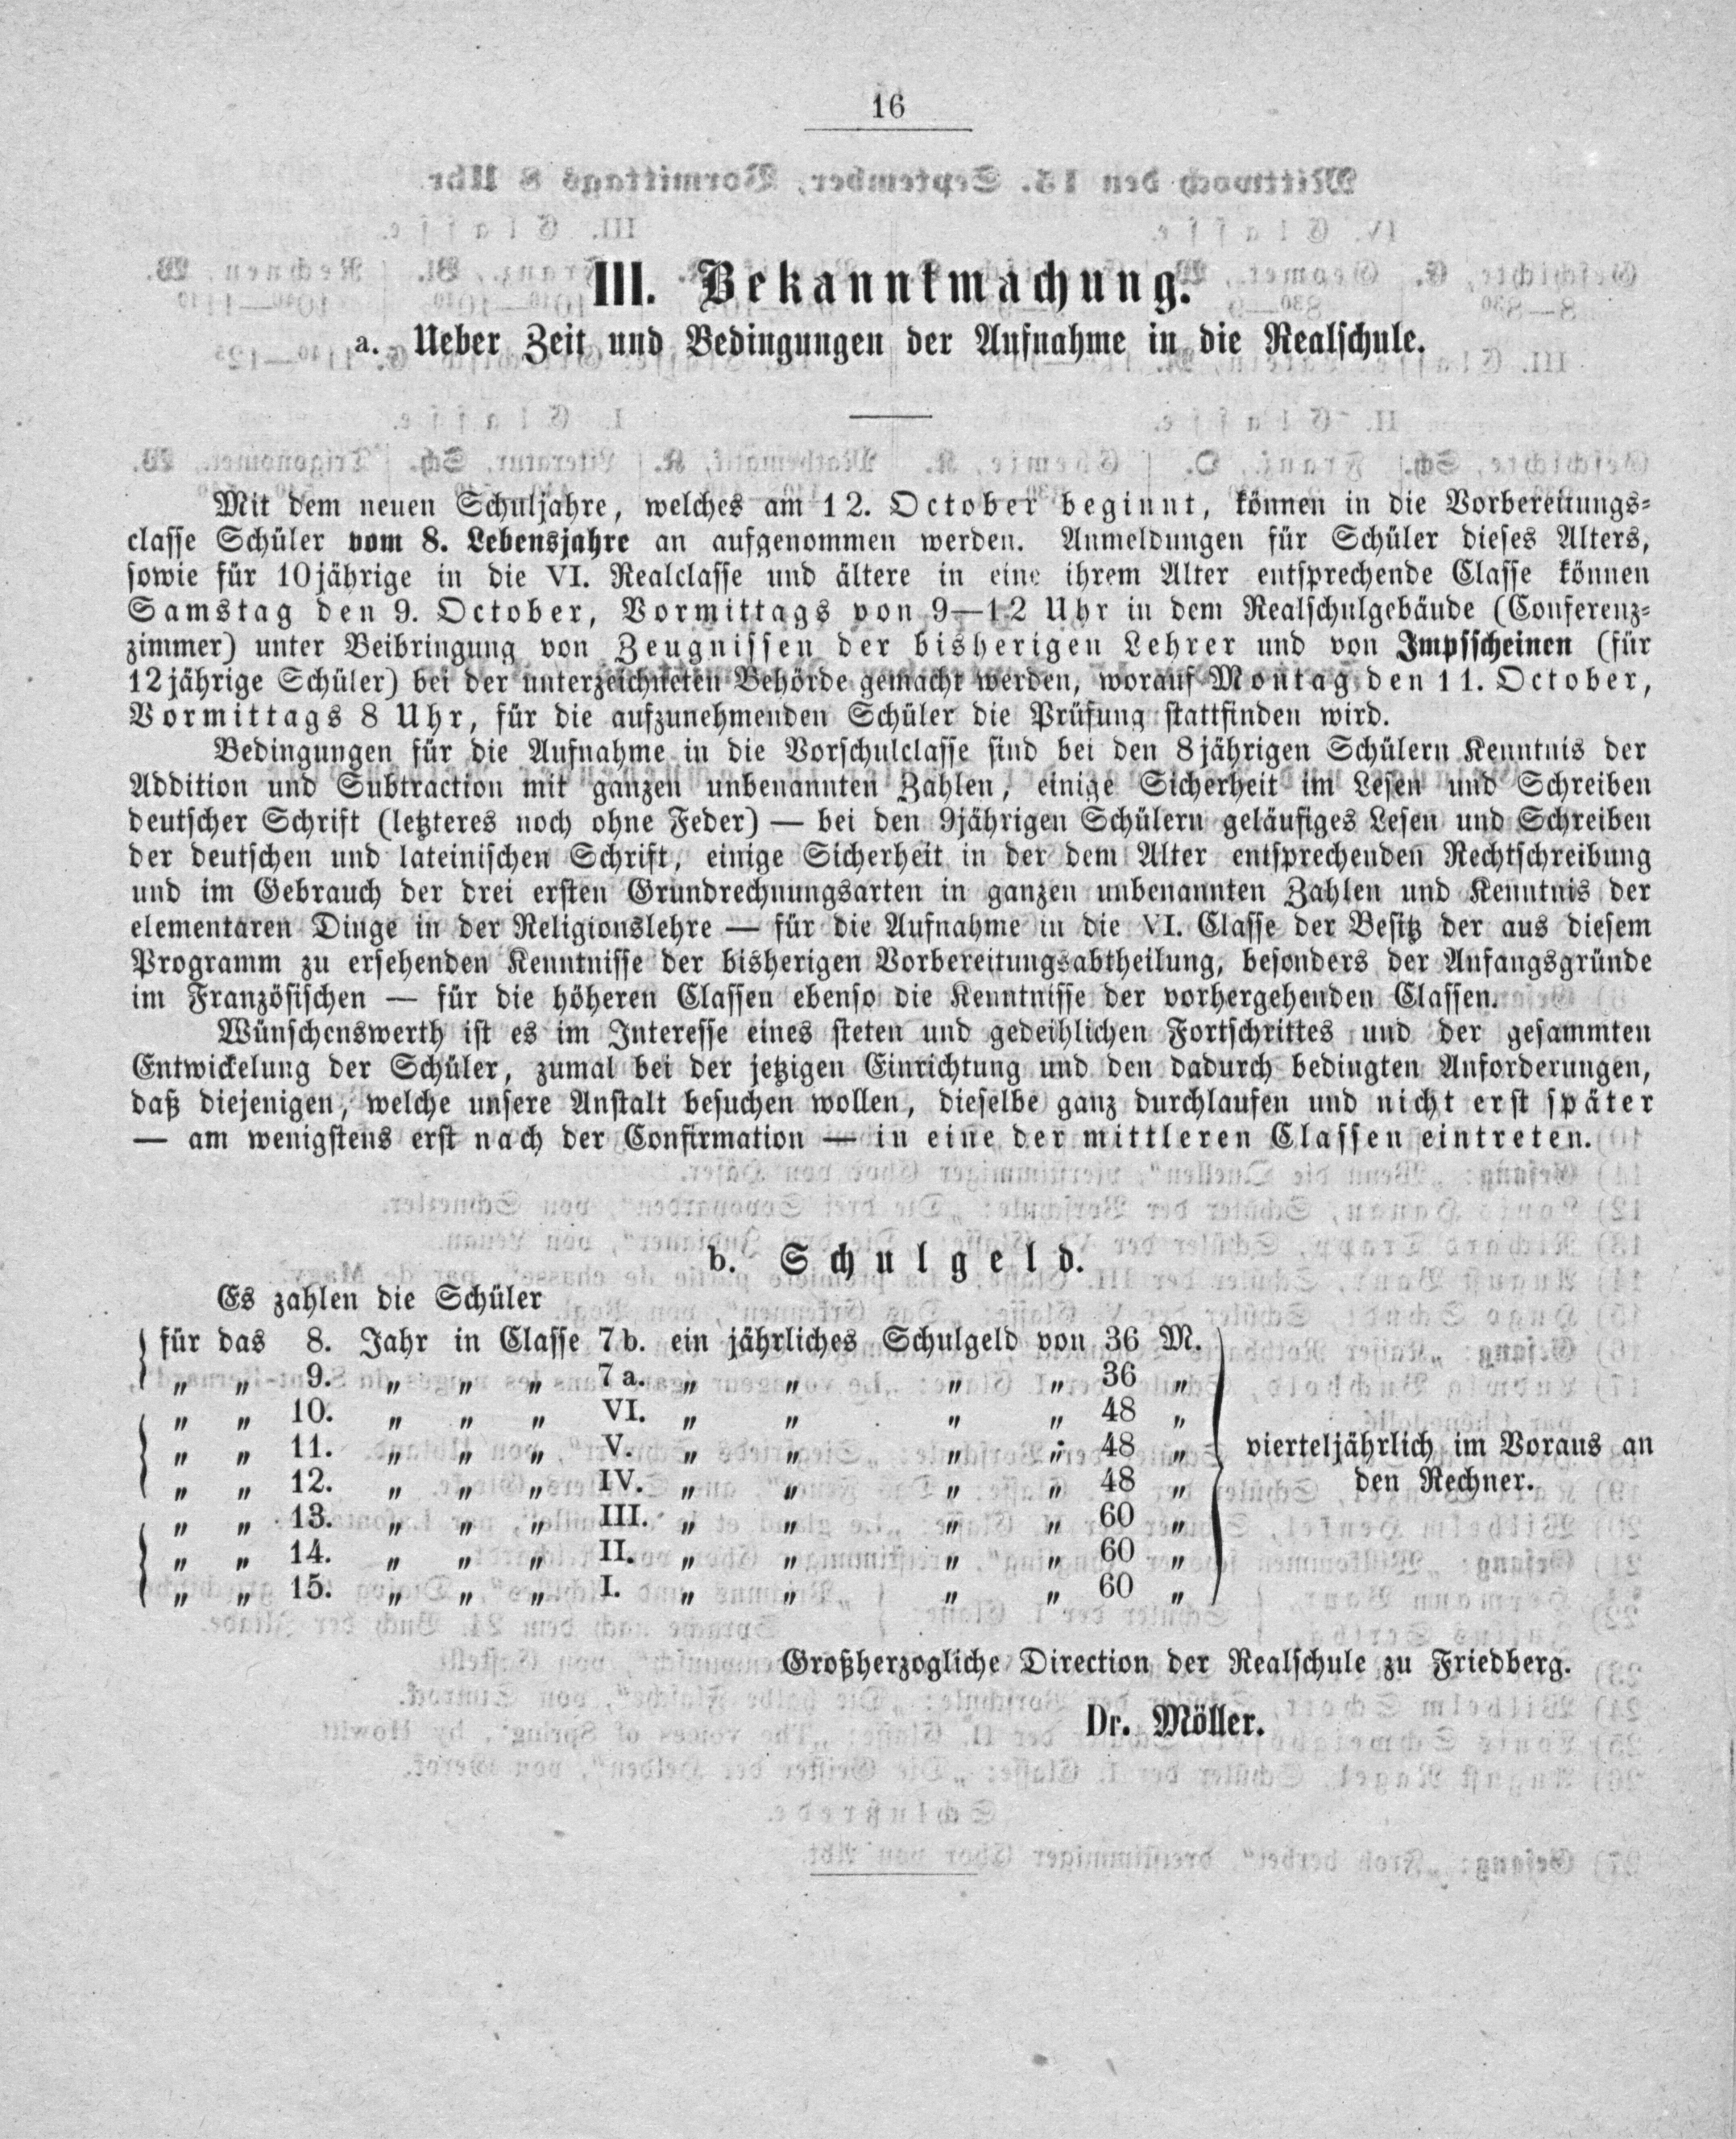 16
III. Bekanntmachung.
a. Ueber Zeit und Bedingungen der Aufnahme in die Realschule.
Mit dem neuen Schuljahre, welches am 12. October beginnt, können in die Vorbereitungs-
classe Schüler vom 8. Lebensjahre an aufgenommen werden. Anmeldungen für Schüler dieses Alters,
sowie für 10jährige in die VI. Realclasse und ältere in eine ihrem Alter entsprechende Classe können
Samstag den 9. October, Vormittags von 9—12 Uhr in dem Realschulgebäude (Conferenz-
zimmer) unter Beibringung von Zeugnissen der bisherigen Lehrer und von Impfscheinen (für
12jährige Schüler) bei der unterzeichneten Behörde gemacht werden, worauf Montag den 11. October,
Vormittags 8 Uhr, für die aufzunehmenden Schüler die Prüfung stattfinden wird.
Bedingungen für die Aufnahme in die Vorschulclasse sind bei den 8jährigen Schülern Kenntnis der
Addition und Subtraction mit ganzen unbenannten Zahlen, einige Sicherheit im Lesen und Schreiben
deutscher Schrift (letzteres noch ohne Feder) — bei den 9jährigen Schülern geläufiges Lesen und Schreiben
der deutschen und lateinischen Schrift, einige Sicherheit in der dem Alter entsprechenden Rechtschreibung
und im Gebrauch der drei ersten Grundrechnungsarten in ganzen unbenannten Zahlen und Kenntnis der
elementaren Dinge in der Religionslehre — für die Aufnahme in die VI. Classe der Besitz der aus diesem
Programm zu ersehenden Kenntnisse der bisherigen Vorbereitungsabtheilung, besonders der Anfangsgründe
im Französischen — für die höheren Classen ebenso die Kenntnisse der vorhergehenden Classen.
Wünschenswerth ist es im Interesse eines steten und gedeihlichen Fortschrittes und der gesammten
Entwickelung der Schüler, zumal bei der jetzigen Einrichtung und den dadurch bedingten Anforderungen,
daß diejenigen, welche unsere Anstalt besuchen wollen, dieselbe ganz durchlaufen und nicht erst später
— am wenigstens erst nach der Confirmation — in eine der mittleren Classen eintreten.
b. Schulgeld.
Es zahlen die Schüler
für das 8. Jahr in Classe 7b. ein jährliches Schulgeld von 36 M.
„ „ 9. „ „ „ 7a. „ „ „ „ 36 „
„ „ 10. „ „ „ VI. „ „ „ „ 48 „
„ „ 11. „ „ „ V. „ „ „ „ 48 „
„ „ 12. „ „ „ IV. „ „ „ „ 48 „
„ „ 13. „ „ „ III. „ „ „ „ 60 „
„ „ 14. „ „ „ II. „ „ „ „ 60 „
„ „ 15. „ „ „ I. „ „ „ „ 60 „
vierteljährlich im Voraus an
den Rechner.
Großherzogliche Direction der Realschule zu Friedberg.
Dr. Möller.